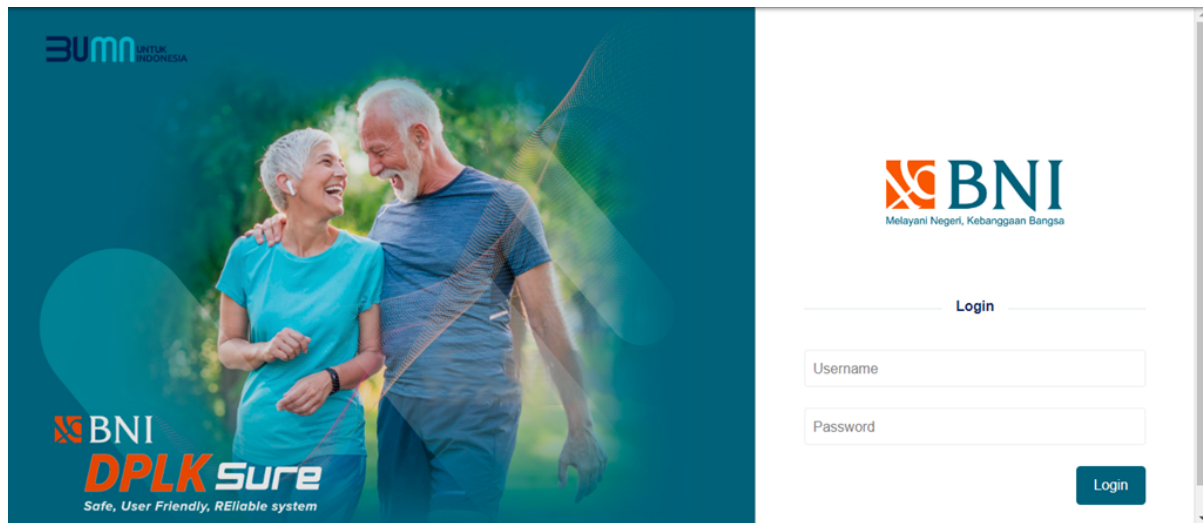 BUMN UNTUK
INDONESIA
BNI
DPLK Sure
Safe, User Friendly, REliable system
BNI
Melayani Negeri, Kebanggaan Bangsa
Login
Username
Password
Login